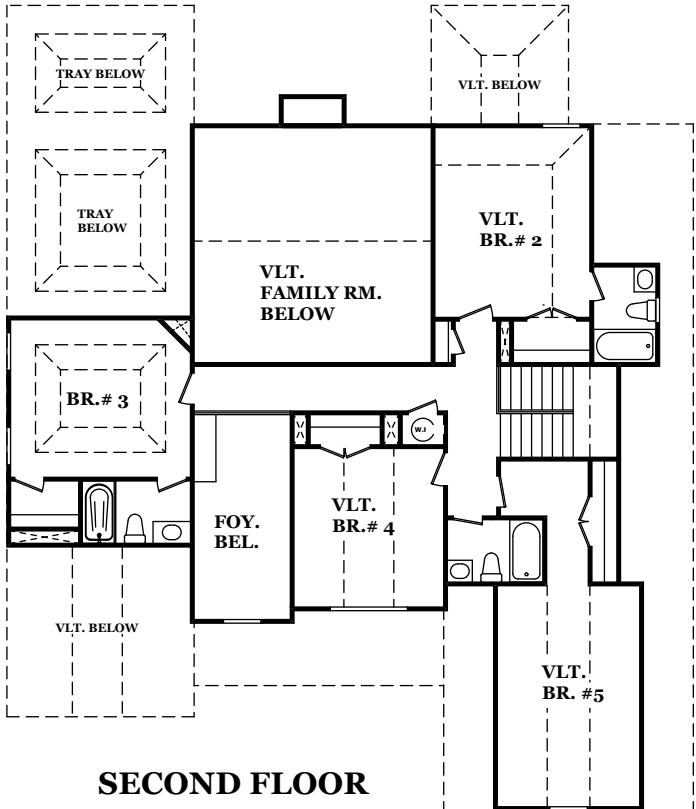 TRAY BELOW
VLT. BELOW
TRAY
BELOW
VLT.
BR.# 2
VLT.
FAMILY RM.
BELOW
BR.# 3
W.H
FOY.
BEL.
VLT.
BR.# 4
VLT. BELOW
VLT.
BR. #5
SECOND FLOOR